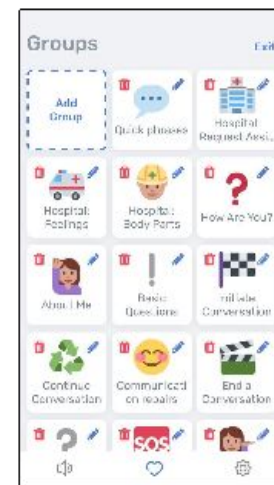 Groups
Exit
Add
Group
Quick phrases
Hospital
Request Assi...
Hospital:
Feelings
Hospital:
Body Parts
How Are You?
About Me
Basic
Questions
Initiate
Conversation
Continue
Conversation
Communicati
on repairs
End a
Conversation
SOS